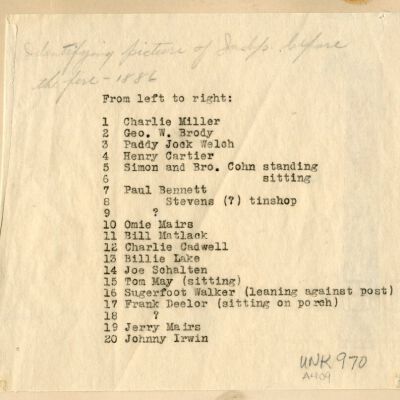 Identifying picture of Indp. before
the fire - 1886
From left to right:
1 Charlie Miller
2 Geo. W. Brody
3 Paddy Jock Welch
4 Henry Cartier
5 Simon and Bro. Cohn standing
6 sitting
7 Paul Bennett
8 Stevens (?) tinshop
9 ?
10 Omie Mairs
11 Bill Matlack
12 Charlie Cadwell
13 Billie Lake
14 Joe Schalten
15 Tom May (sitting)
16 Sugerfoot Walker (leaning against post)
17 Frank Deelor (sitting on porch)
18 ?
19 Jerry Mairs
20 Johnny Irwin
UNK 970
A409